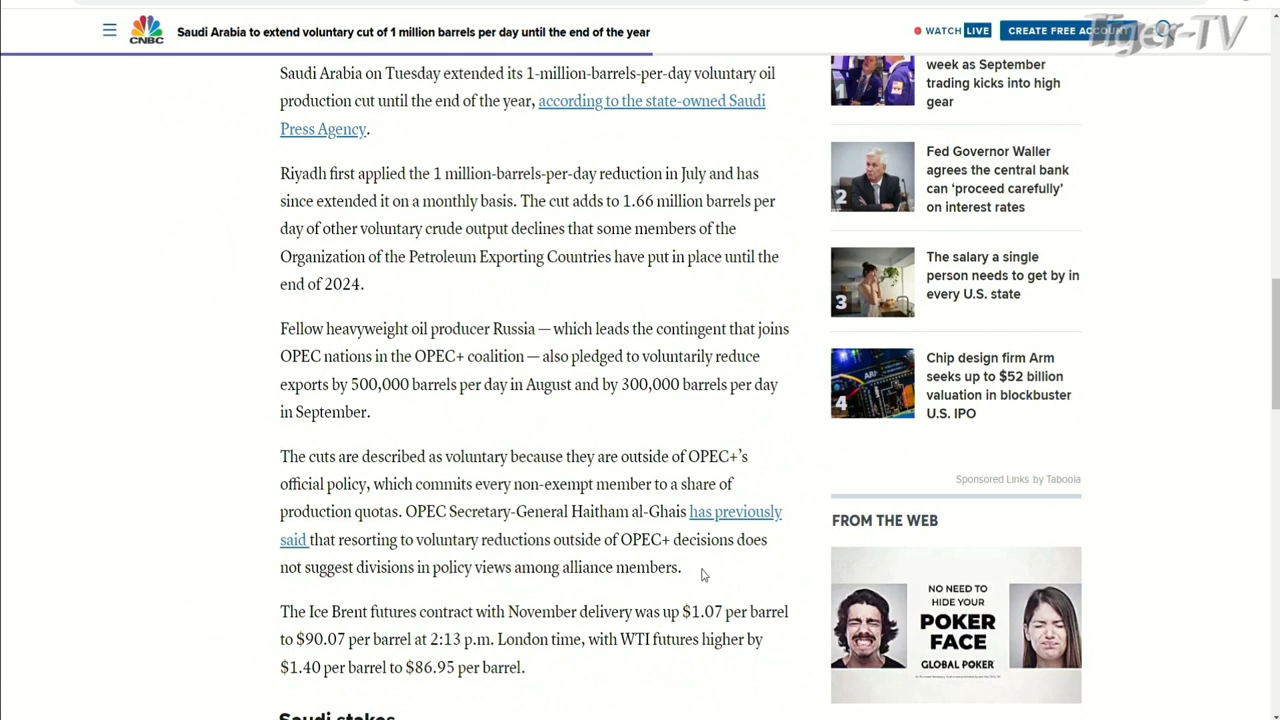 CNBC
Saudi Arabia to extend voluntary cut of 1 million barrels per day until the end of the year
WATCH LIVE
CREATE FREE ACCOUNT
Tiger-TV
Saudi Arabia on Tuesday extended its 1-million-barrels-per-day voluntary oil
production cut until the end of the year, according to the state-owned Saudi
Press Agency.
Riyadh first applied the 1 million-barrels-per-day reduction in July and has
since extended it on a monthly basis. The cut adds to 1.66 million barrels per
day of other voluntary crude output declines that some members of the
Organization of the Petroleum Exporting Countries have put in place until the
end of 2024.
Fellow heavyweight oil producer Russia — which leads the contingent that joins
OPEC nations in the OPEC+ coalition — also pledged to voluntarily reduce
exports by 500,000 barrels per day in August and by 300,000 barrels per day
in September.
The cuts are described as voluntary because they are outside of OPEC+’s
official policy, which commits every non-exempt member to a share of
production quotas. OPEC Secretary-General Haitham al-Ghais has previously
said that resorting to voluntary reductions outside of OPEC+ decisions does
not suggest divisions in policy views among alliance members.
The Ice Brent futures contract with November delivery was up $1.07 per barrel
to $90.07 per barrel at 2:13 p.m. London time, with WTI futures higher by
$1.40 per barrel to $86.95 per barrel.
Saudi stakes
week as September
trading kicks into high
gear
2
Fed Governor Waller
agrees the central bank
can ‘proceed carefully’
on interest rates
3
The salary a single
person needs to get by in
every U.S. state
4
Chip design firm Arm
seeks up to $52 billion
valuation in blockbuster
U.S. IPO
Sponsored Links by Taboola
FROM THE WEB
NO NEED TO
HIDE YOUR
POKER
FACE
GLOBAL POKER